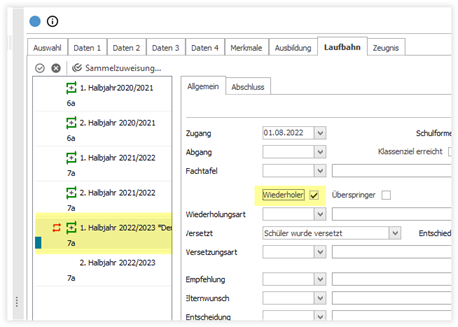 Auswahl Daten 1 Daten 2 Daten 3 Daten 4 Merkmale Ausbildung Laufbahn Zeugnis
Sammelzuweisung...
1. Halbjahr 2020/2021
6a
2. Halbjahr 2020/2021
6a
1. Halbjahr 2021/2022
7a
2. Halbjahr 2021/2022
7a
1. Halbjahr 2022/2023 "Der
7a
2. Halbjahr 2022/2023
7a
Allgemein Abschluss
Zugang 01.08.2022 Schulforme
Abgang Klassenziel erreicht
Fachtafel
Wiederholer Überspringer
Wiederholungsart
Versetzt Schüler wurde versetzt Entschied
Versetzungsart
Empfehlung
Elternwunsch
Entscheidung